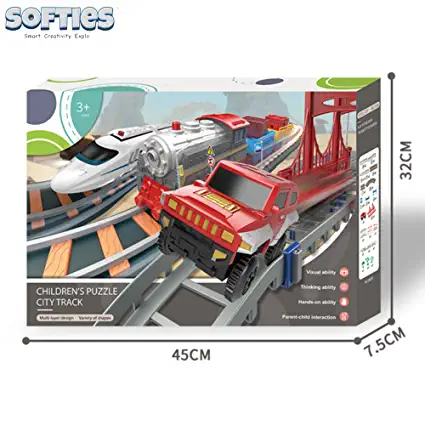 SOFTIES
Smart Creativity Explo
3+
CHILDREN'S PUZZLE
CITY TRACK
Multi-layer design
Variety of shapes
Visual ability
Thinking ability
Hands-on ability
Parent-child interaction
32CM
45CM
7.5CM